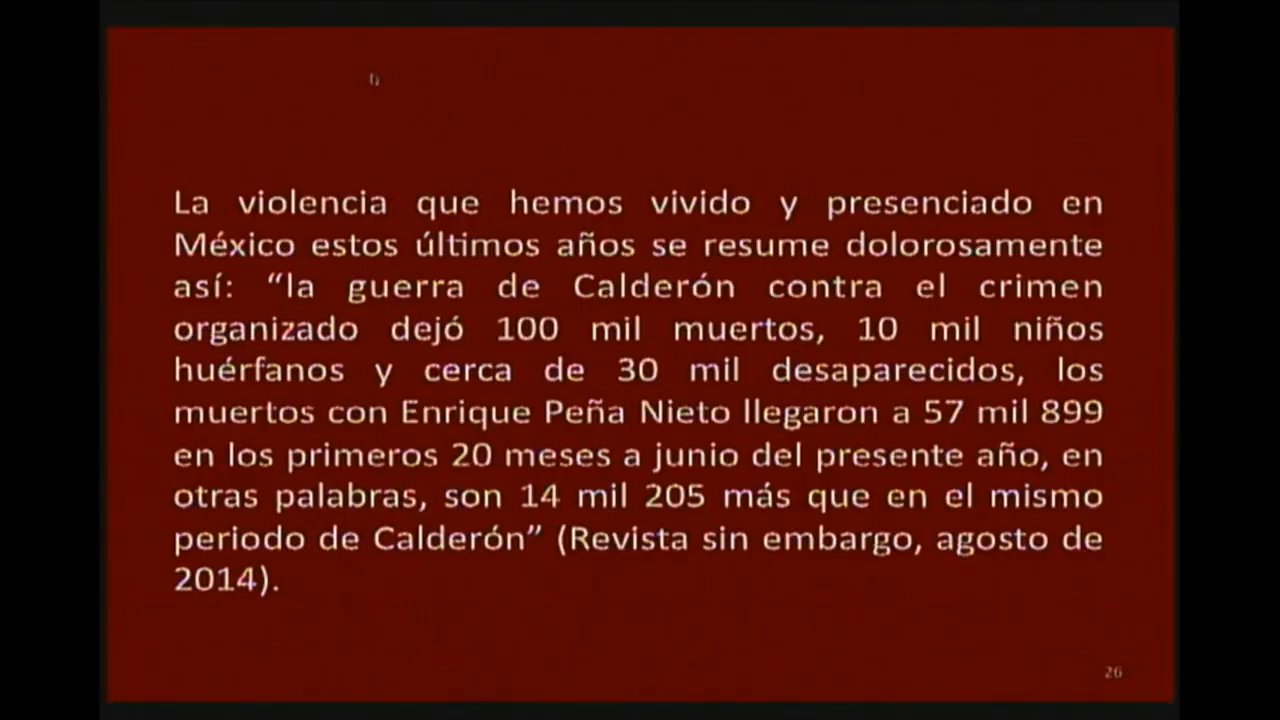 La violencia que hemos vivido y presenciado en
México estos últimos años se resume dolorosamente
así: “la guerra de Calderón contra el crimen
organizado dejó 100 mil muertos, 10 mil niños
huérfanos y cerca de 30 mil desaparecidos, los
muertos con Enrique Peña Nieto llegaron a 57 mil 899
en los primeros 20 meses a junio del presente año, en
otras palabras, son 14 mil 205 más que en el mismo
periodo de Calderón” (Revista sin embargo, agosto de
2014).
26